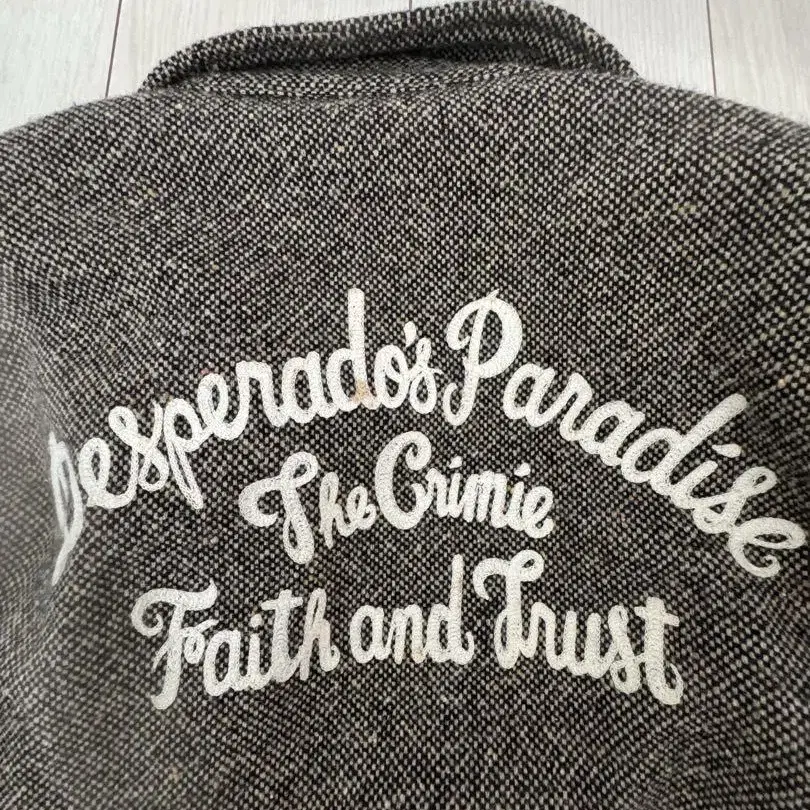 Desperado's Paradise
The Crimie
Faith and Trust